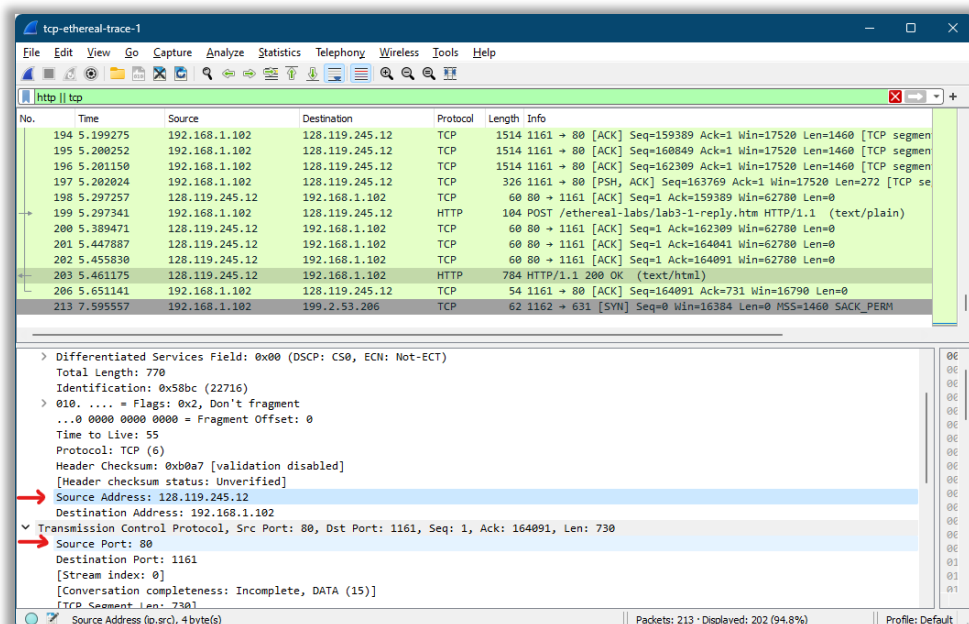 tcp-ethereal-trace-1
File Edit View Go Capture Analyze Statistics Telephony Wireless Tools Help
http || tcp
No. Time Source Destination Protocol Length Info
194 5.199275 192.168.1.102 128.119.245.12 TCP 1514 1161 → 80 [ACK] Seq=159389 Ack=1 Win=17520 Len=1460 [TCP segmen
195 5.200252 192.168.1.102 128.119.245.12 TCP 1514 1161 → 80 [ACK] Seq=160849 Ack=1 Win=17520 Len=1460 [TCP segmen
196 5.201150 192.168.1.102 128.119.245.12 TCP 1514 1161 → 80 [ACK] Seq=162309 Ack=1 Win=17520 Len=1460 [TCP segmen
197 5.202024 192.168.1.102 128.119.245.12 TCP 326 1161 → 80 [PSH, ACK] Seq=163769 Ack=1 Win=17520 Len=272 [TCP se
198 5.297257 128.119.245.12 192.168.1.102 TCP 60 80 → 1161 [ACK] Seq=1 Ack=159389 Win=62780 Len=0
199 5.297341 192.168.1.102 128.119.245.12 HTTP 104 POST /ethereal-labs/lab3-1-reply.htm HTTP/1.1 (text/plain)
200 5.389471 128.119.245.12 192.168.1.102 TCP 60 80 → 1161 [ACK] Seq=1 Ack=162309 Win=62780 Len=0
201 5.447887 128.119.245.12 192.168.1.102 TCP 60 80 → 1161 [ACK] Seq=1 Ack=164041 Win=62780 Len=0
202 5.455830 128.119.245.12 192.168.1.102 TCP 60 80 → 1161 [ACK] Seq=1 Ack=164091 Win=62780 Len=0
203 5.461175 128.119.245.12 192.168.1.102 HTTP 784 HTTP/1.1 200 OK (text/html)
206 5.651141 192.168.1.102 128.119.245.12 TCP 54 1161 → 80 [ACK] Seq=164091 Ack=731 Win=16790 Len=0
213 7.595557 192.168.1.102 199.2.53.206 TCP 62 1162 → 631 [SYN] Seq=0 Win=16384 Len=0 MSS=1460 SACK_PERM
Differentiated Services Field: 0x00 (DSCP: CS0, ECN: Not-ECT)
Total Length: 770
Identification: 0x58bc (22716)
010. .... = Flags: 0x2, Don't fragment
...0 0000 0000 0000 = Fragment Offset: 0
Time to Live: 55
Protocol: TCP (6)
Header Checksum: 0xb0a7 [validation disabled]
[Header checksum status: Unverified]
Source Address: 128.119.245.12
Destination Address: 192.168.1.102
Transmission Control Protocol, Src Port: 80, Dst Port: 1161, Seq: 1, Ack: 164091, Len: 730
Source Port: 80
Destination Port: 1161
[Stream index: 0]
[Conversation completeness: Incomplete, DATA (15)]
[TCP Segment Len: 730]
Source Address (ip.src), 4 byte(s) Packets: 213 · Displayed: 202 (94.8%) Profile: Default